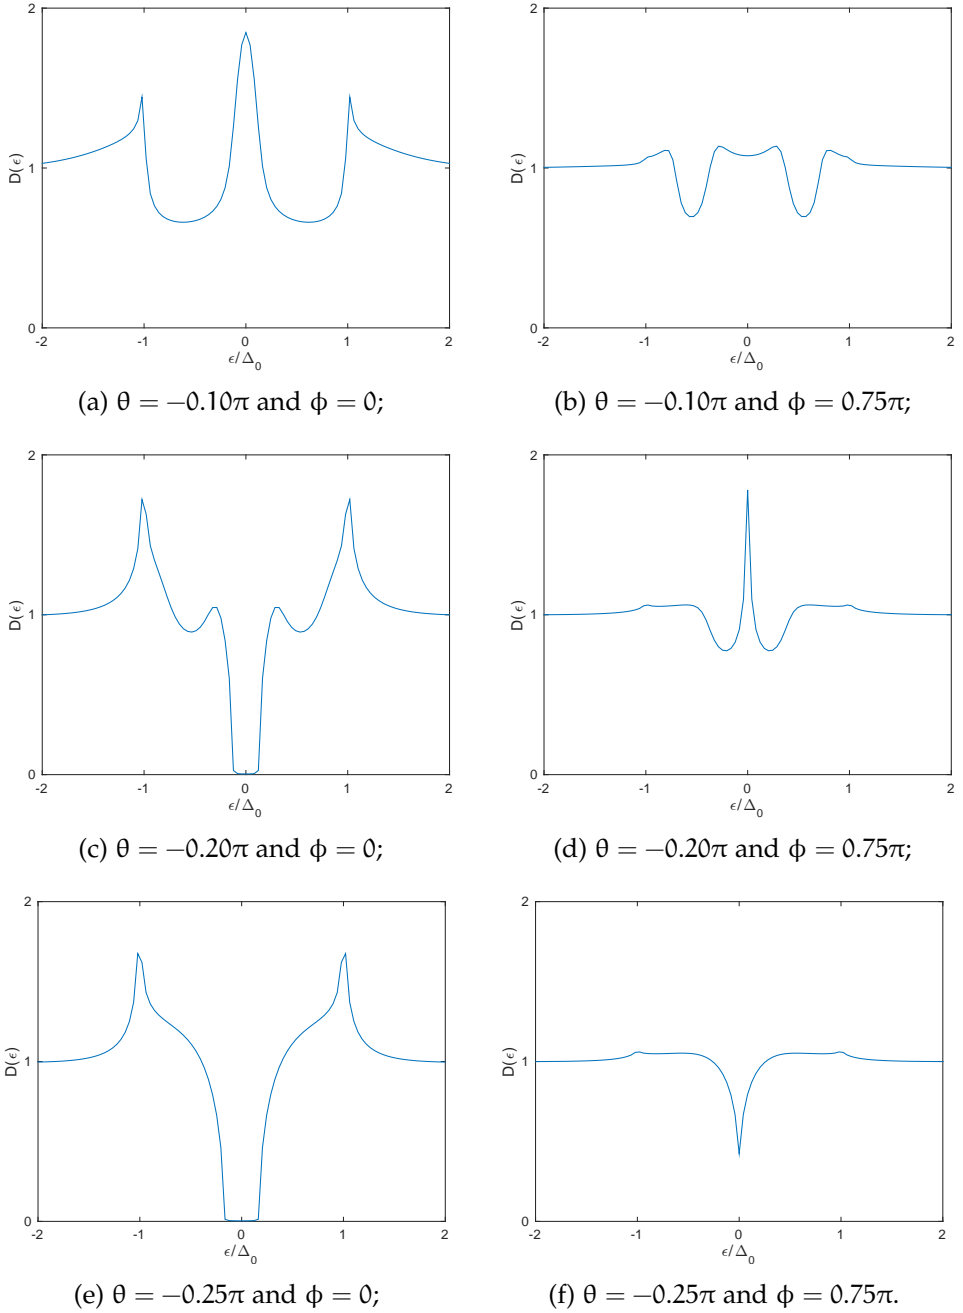 2 2
D(ϵ) 1 D(ϵ) 1
0 0
-2 -1 0 1 2 -2 -1 0 1 2
ϵ/Δ₀ ϵ/Δ₀
(a) θ = −0.10π and ϕ = 0; (b) θ = −0.10π and ϕ = 0.75π;
2 2
D(ϵ) 1 D(ϵ) 1
0 0
-2 -1 0 1 2 -2 -1 0 1 2
ϵ/Δ₀ ϵ/Δ₀
(c) θ = −0.20π and ϕ = 0; (d) θ = −0.20π and ϕ = 0.75π;
2 2
D(ϵ) 1 D(ϵ) 1
0 0
-2 -1 0 1 2 -2 -1 0 1 2
ϵ/Δ₀ ϵ/Δ₀
(e) θ = −0.25π and ϕ = 0; (f) θ = −0.25π and ϕ = 0.75π.